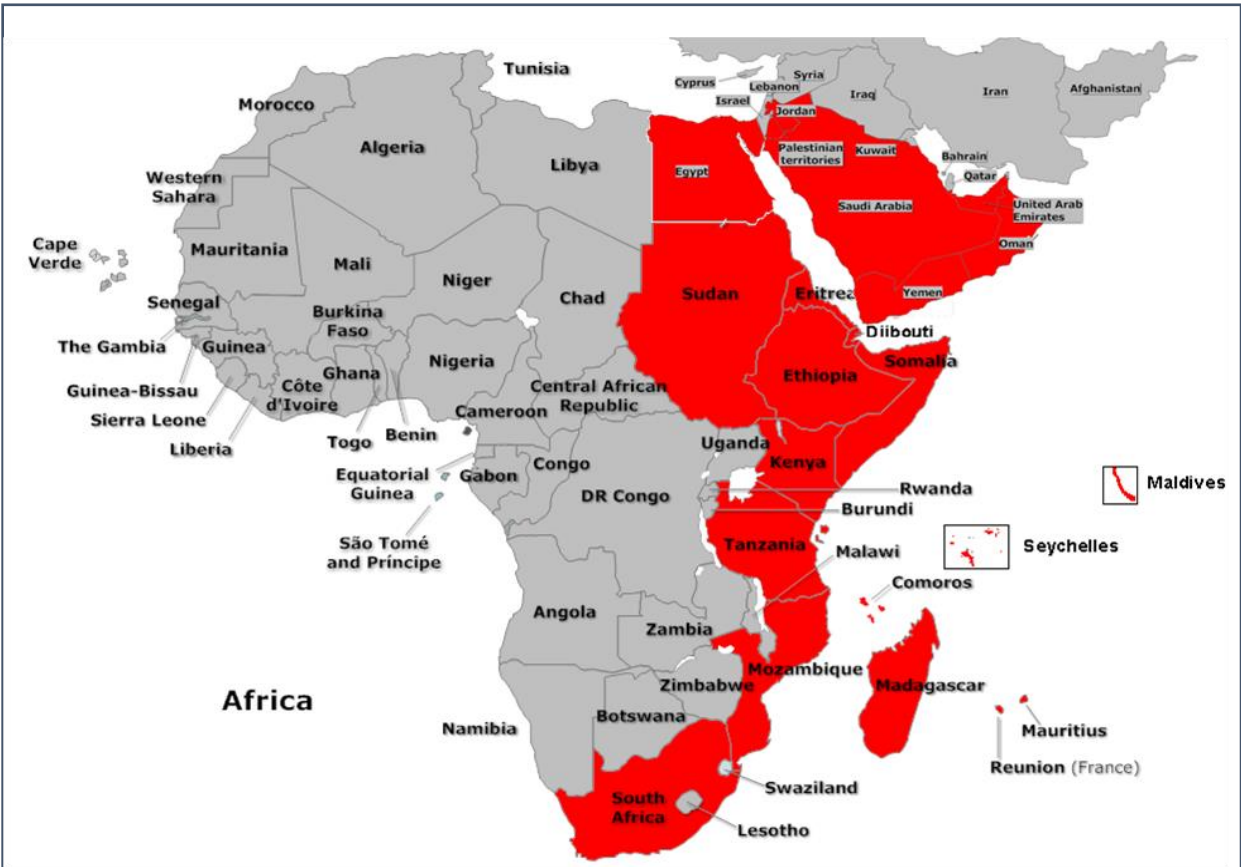 Tunisia
Morocco
Algeria
Libya
Western
Sahara
Cape
Verde
Mauritania
Mali
Niger
Chad
Senegal
The Gambia
Guinea-Bissau
Guinea
Sierra Leone
Liberia
Côte
d'Ivoire
Burkina
Faso
Ghana
Togo
Benin
Nigeria
Cameroon
Central African
Republic
Equatorial
Guinea
Gabon
Congo
DR Congo
São Tomé
and Príncipe
Angola
Zambia
Africa
Namibia
Botswana
Zimbabwe
South
Africa
Lesotho
Swaziland
Cyprus
Syria
Lebanon
Israel
Iraq
Iran
Afghanistan
Jordan
Palestinian
territories
Kuwait
Bahrain
Qatar
Egypt
Saudi Arabia
United Arab
Emirates
Oman
Yemen
Sudan
Eritrea
Diibouti
Somalia
Ethiopia
Uganda
Kenya
Rwanda
Burundi
Tanzania
Malawi
Comoros
Mozambique
Madagascar
Maldives
Seychelles
Mauritius
Reunion (France)